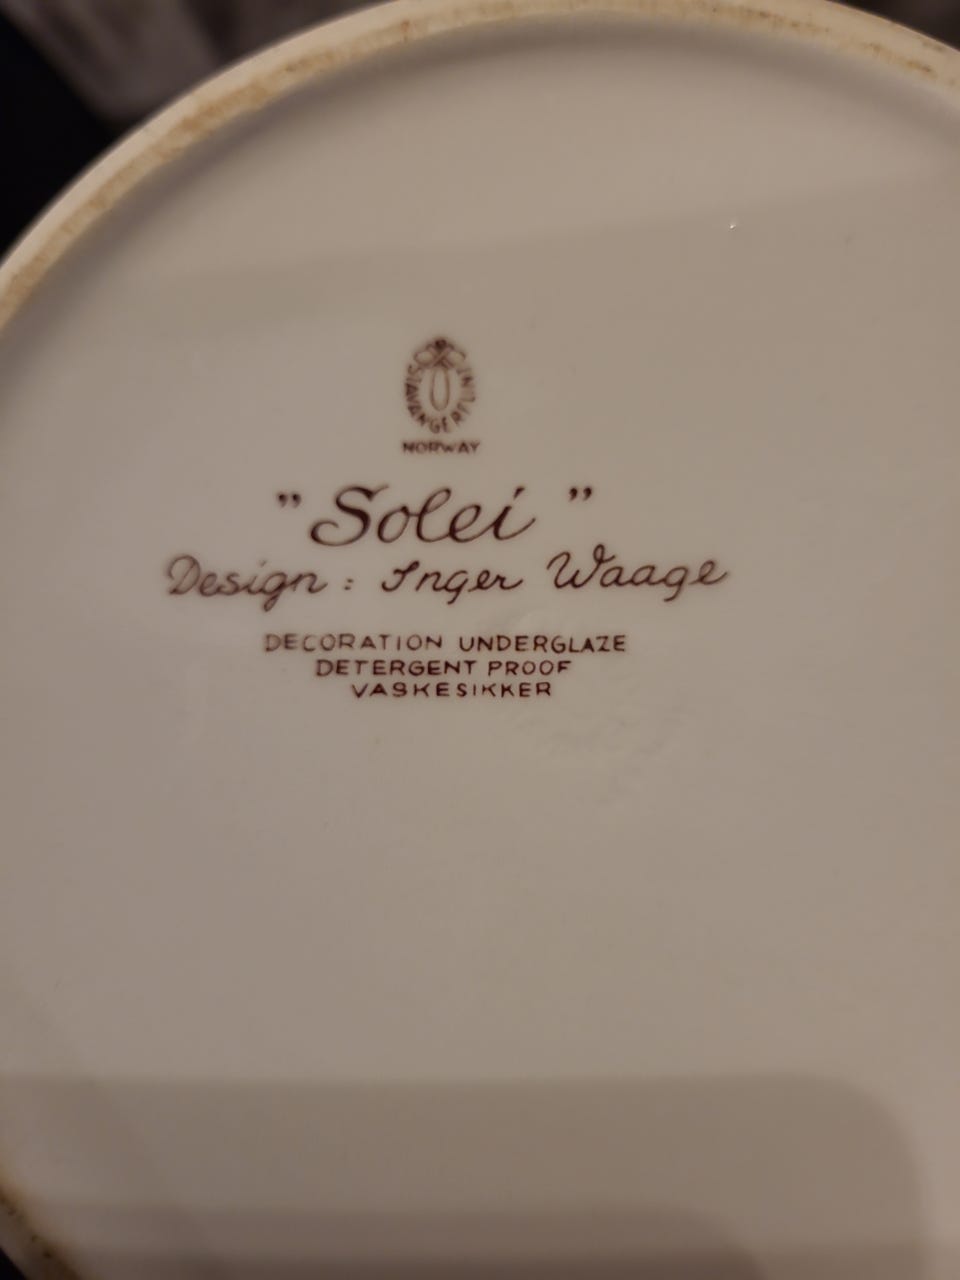 STAVANGERFLINT
NORWAY
" Solei "
Design : Inger Waage
DECORATION UNDERGLAZE
DETERGENT PROOF
VASKESIKKER